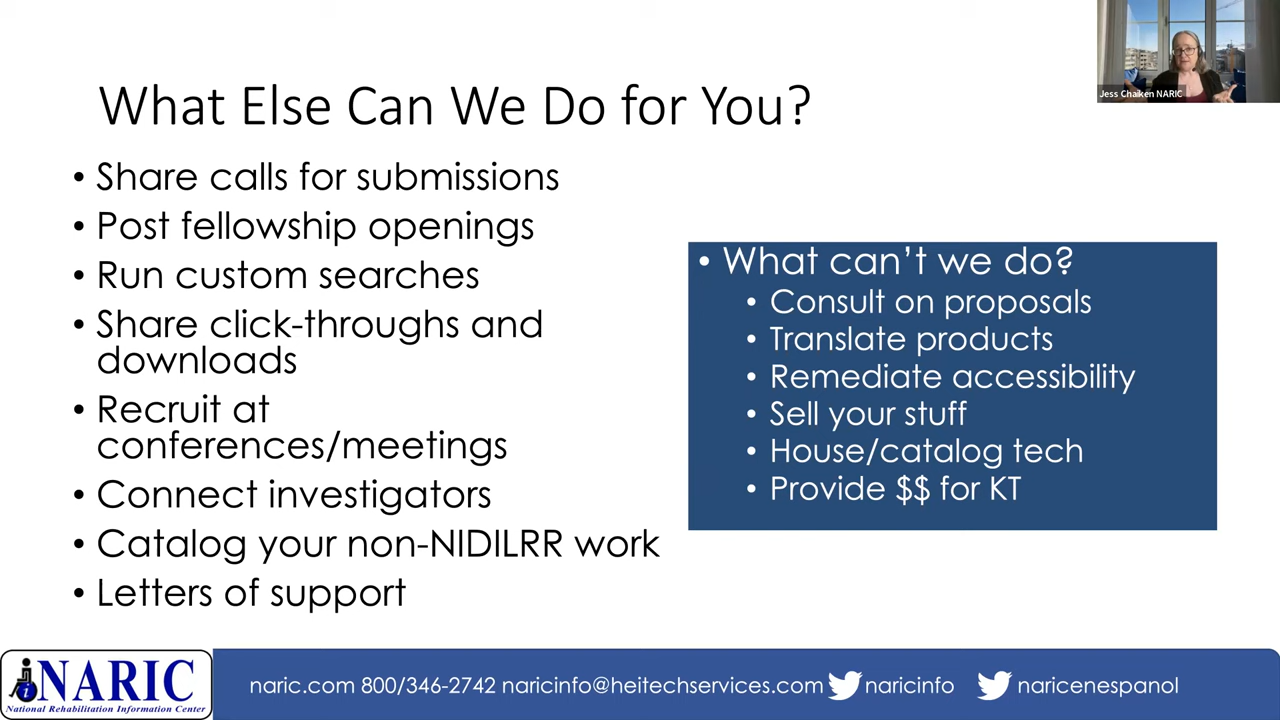 Jess Chaiken NARIC
What Else Can We Do for You?
• Share calls for submissions
• Post fellowship openings
• Run custom searches
• Share click-throughs and
downloads
• Recruit at
conferences/meetings
• Connect investigators
• Catalog your non-NIDILRR work
• Letters of support
• What can’t we do?
• Consult on proposals
• Translate products
• Remediate accessibility
• Sell your stuff
• House/catalog tech
• Provide $$ for KT
NARIC
National Rehabilitation Information Center
naric.com 800/346-2742 naricinfo@heitechservices.com naricinfo naricenespanol